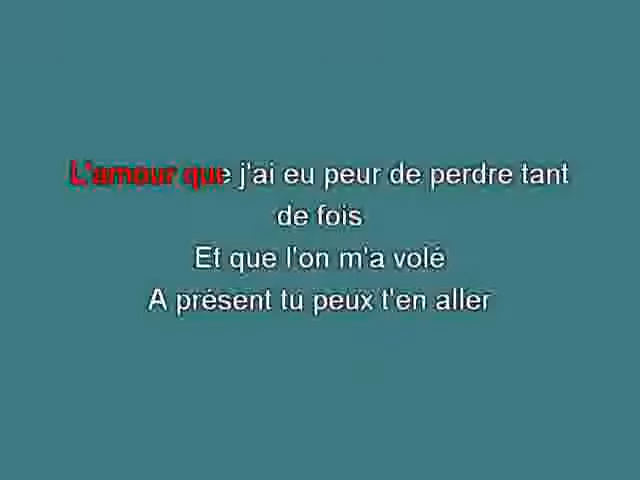 L'amour que j'ai eu peur de perdre tant
de fois
Et que l'on m'a volé
A présent tu peux t'en aller